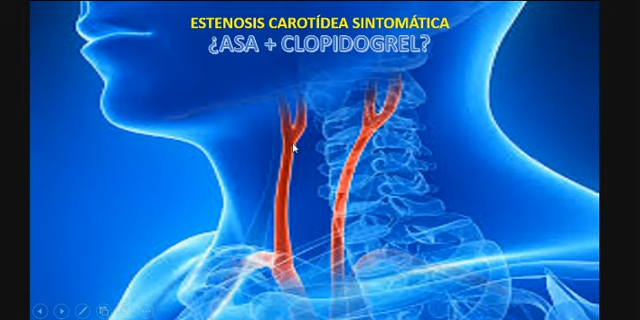 ESTENOSIS CAROTÍDEA SINTOMÁTICA
¿ASA + CLOPIDOGREL?